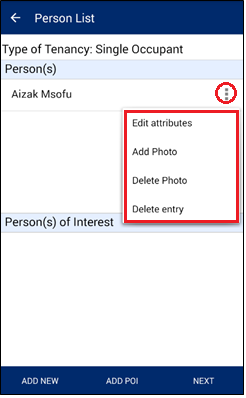 Person List
Type of Tenancy: Single Occupant
Person(s)
Aizak Msofu
Edit attributes
Add Photo
Delete Photo
Delete entry
Person(s) of Interest
ADD NEW ADD POI NEXT